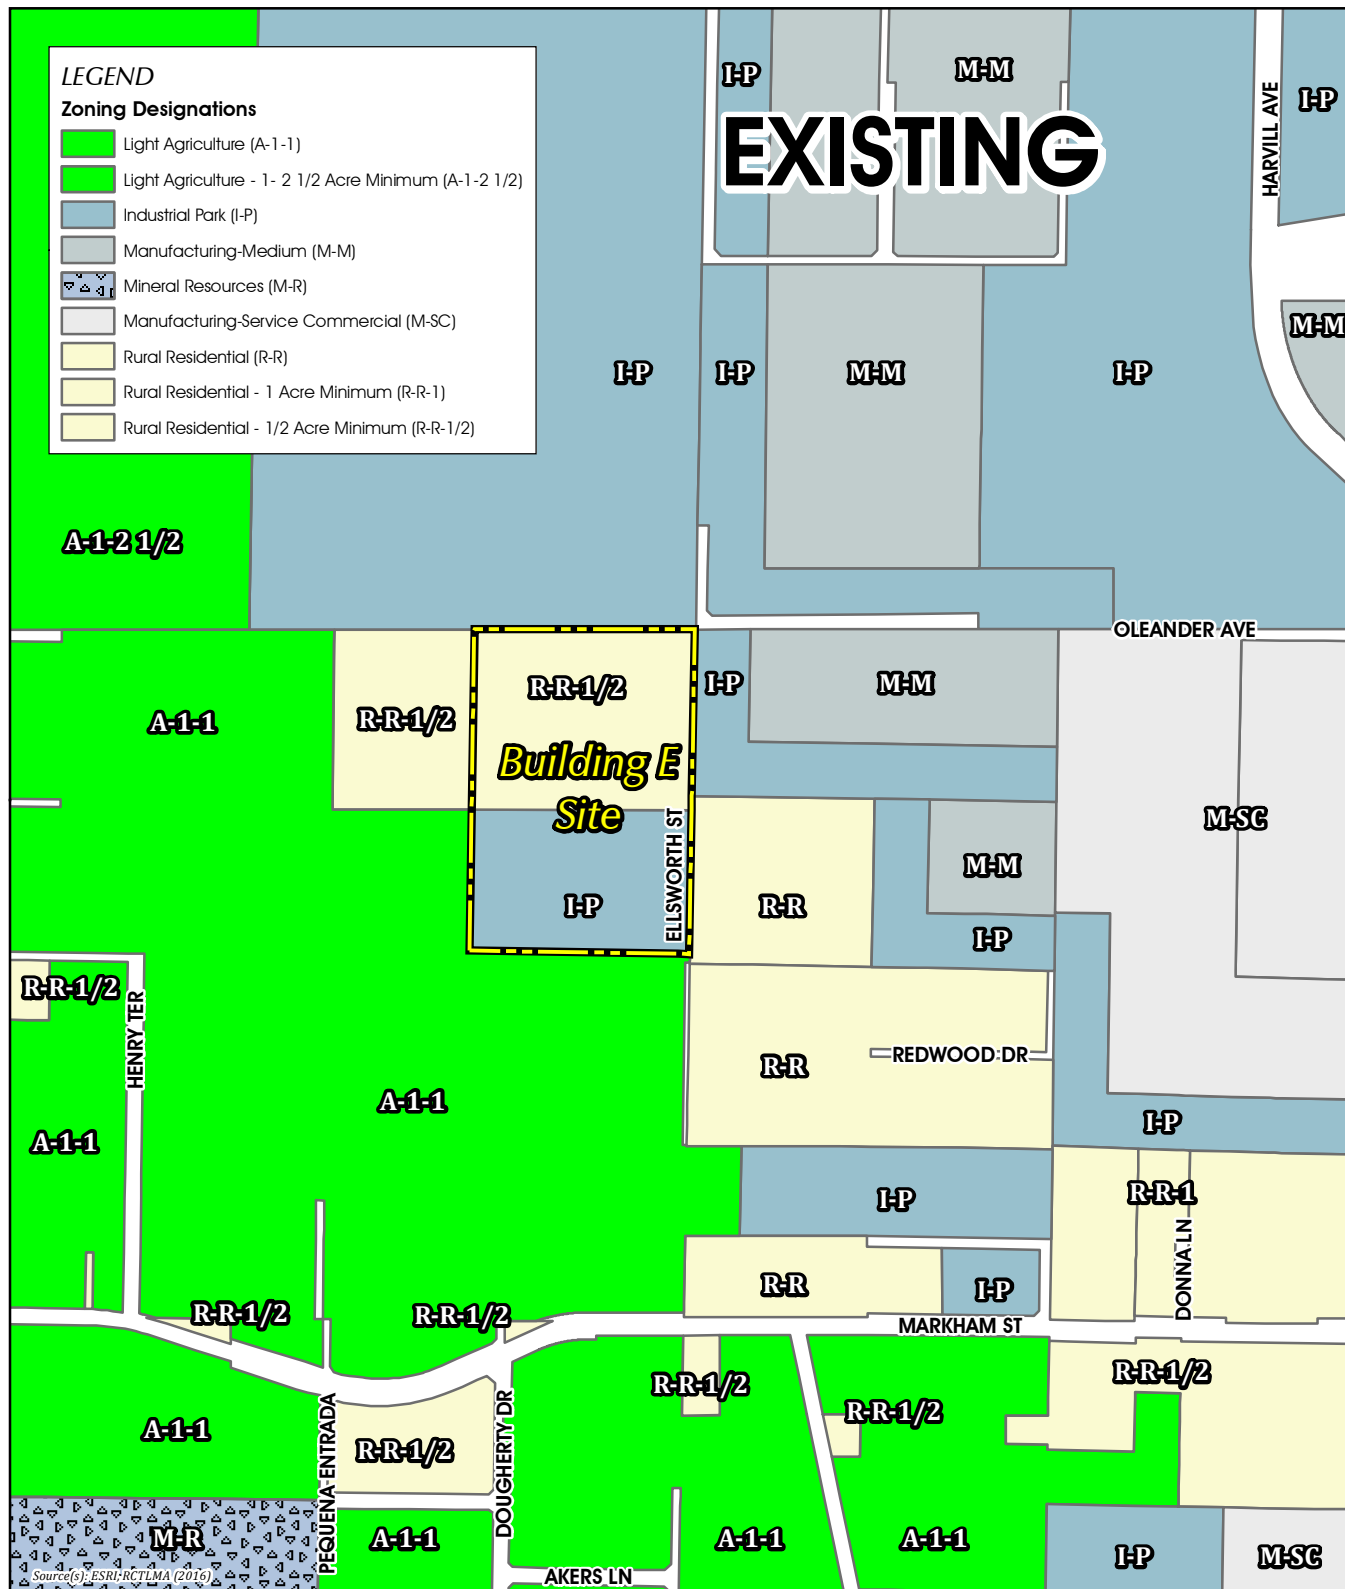 LEGEND
Zoning Designations
Light Agriculture (A-1-1)
Light Agriculture - 1- 2 1/2 Acre Minimum (A-1-2 1/2)
Industrial Park (I-P)
Manufacturing-Medium (M-M)
Mineral Resources (M-R)
Manufacturing-Service Commercial (M-SC)
Rural Residential (R-R)
Rural Residential - 1 Acre Minimum (R-R-1)
Rural Residential - 1/2 Acre Minimum (R-R-1/2)
I-P
M-M
I-P
EXISTING
HARVILL AVE
M-M
I-P
I-P
M-M
I-P
A-1-2 1/2
OLEANDER AVE
R-R-1/2
I-P
M-M
A-1-1
R-R-1/2
Building E
Site
ELLSWORTH ST
M-SC
M-M
I-P
R-R
I-P
R-R-1/2
HENRY TER
REDWOOD DR
R-R
A-1-1
I-P
A-1-1
I-P
R-R-1
DONNA LN
R-R
I-P
R-R-1/2
R-R-1/2
MARKHAM ST
R-R-1/2
R-R-1/2
R-R-1/2
A-1-1
PEQUENA ENTRADA
R-R-1/2
DOUGHERTY DR
M-R
A-1-1
A-1-1
A-1-1
I-P
M-SC
AKERS LN
Source(s): ESRI, RCTLMA (2016)